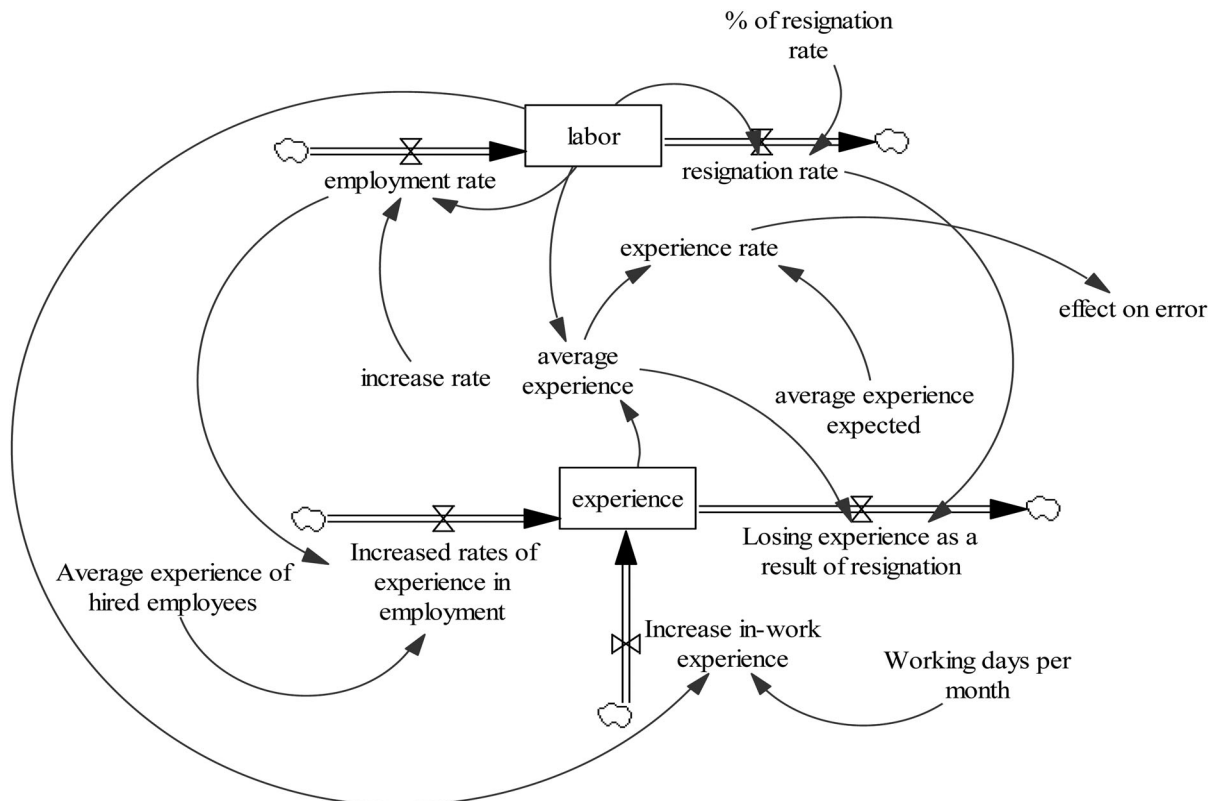 % of resignation
rate
labor
employment rate
resignation rate
experience rate
effect on error
increase rate
average
experience
average experience
expected
experience
Increased rates of
experience in
employment
Losing experience as a
result of resignation
Average experience of
hired employees
Increase in-work
experience
Working days per
month